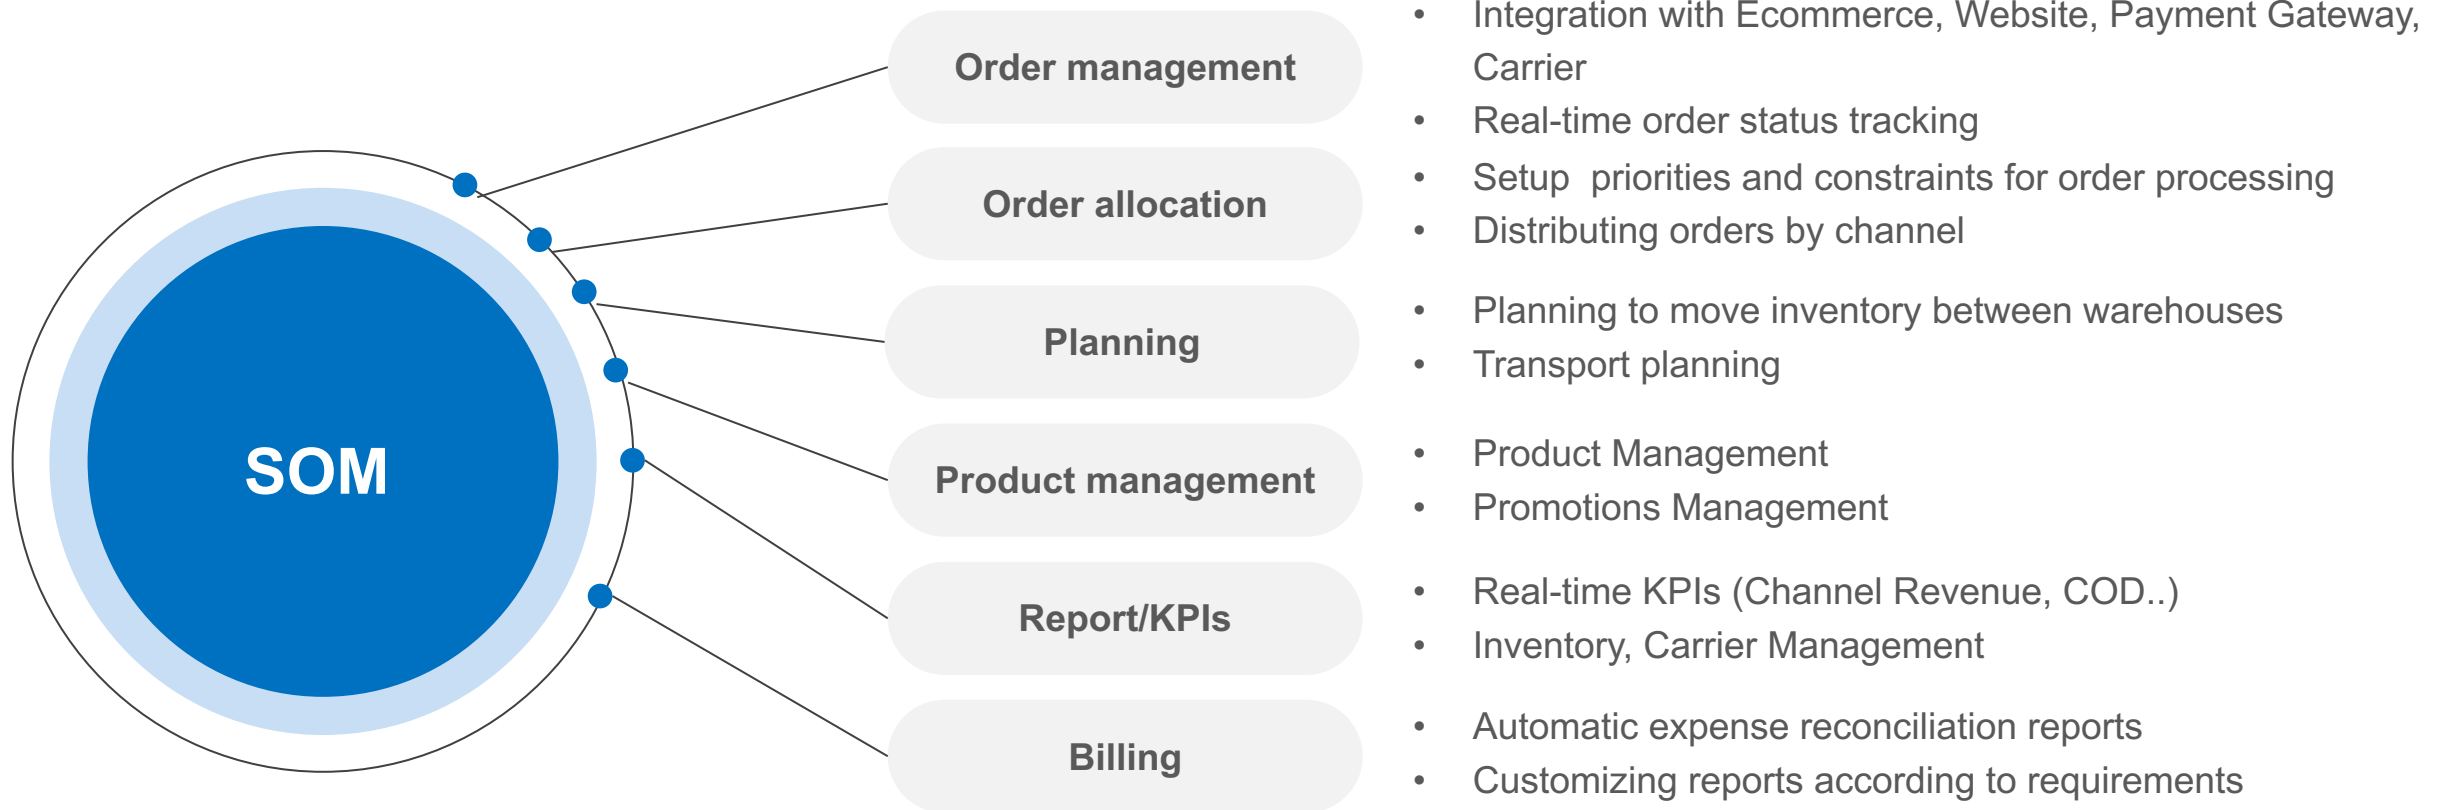 SOM
Order management
• Integration with Ecommerce, Website, Payment Gateway,
Carrier
• Real-time order status tracking
Order allocation
• Setup  priorities and constraints for order processing
• Distributing orders by channel
Planning
• Planning to move inventory between warehouses
• Transport planning
Product management
• Product Management
• Promotions Management
Report/KPIs
• Real-time KPIs (Channel Revenue, COD..)
• Inventory, Carrier Management
Billing
• Automatic expense reconciliation reports
• Customizing reports according to requirements